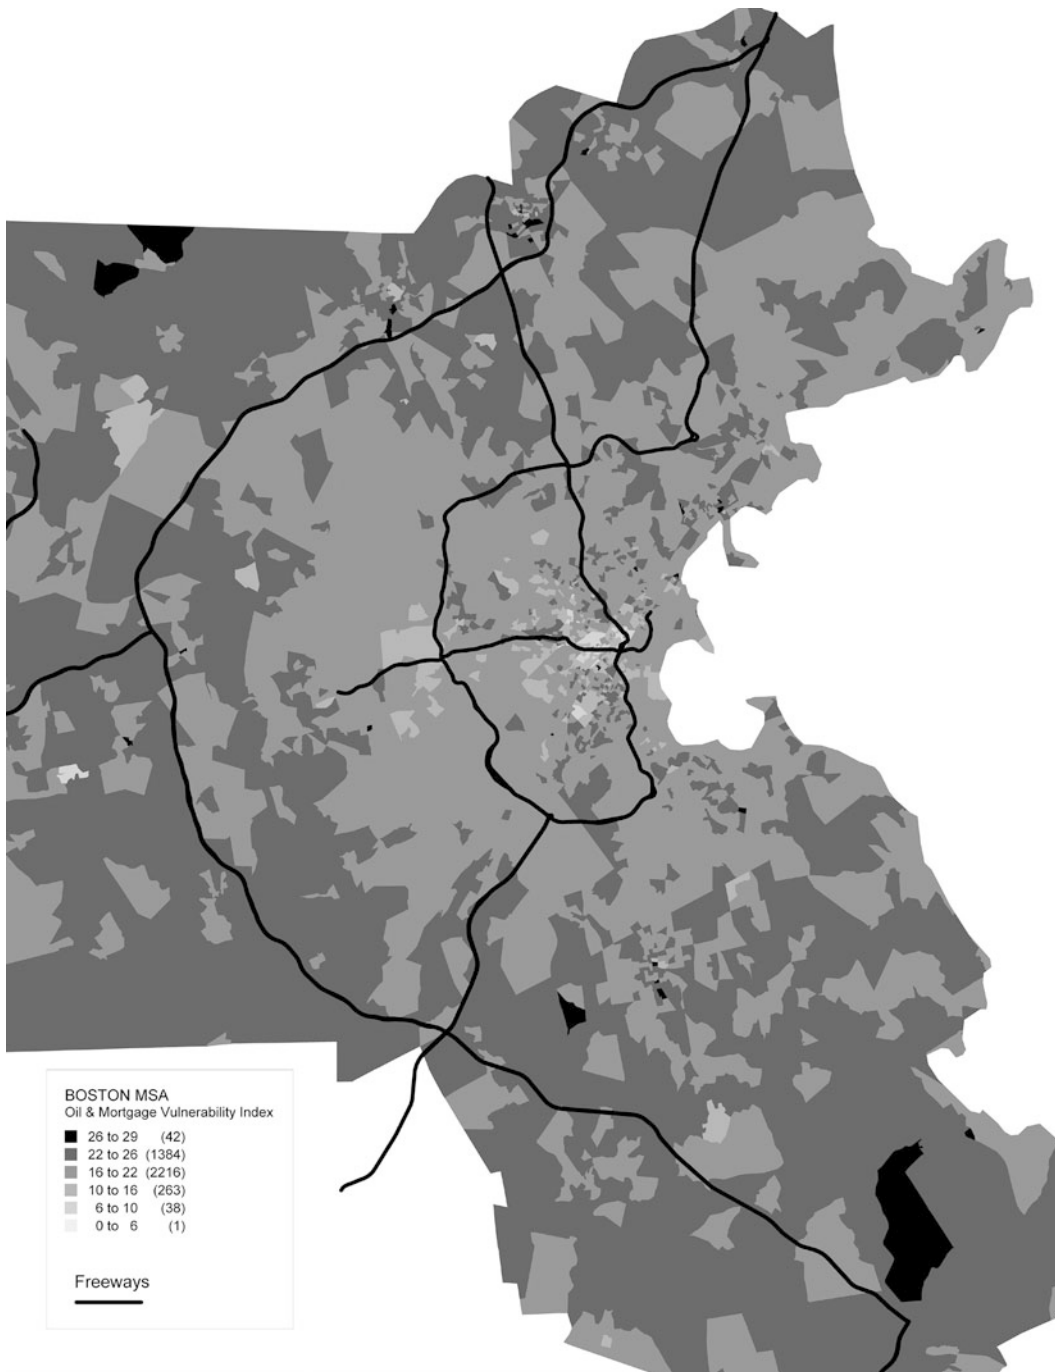 BOSTON MSA
Oil & Mortgage Vulnerability Index
26 to 29 (42)
22 to 26 (1384)
16 to 22 (2216)
10 to 16 (263)
6 to 10 (38)
0 to 6 (1)
Freeways